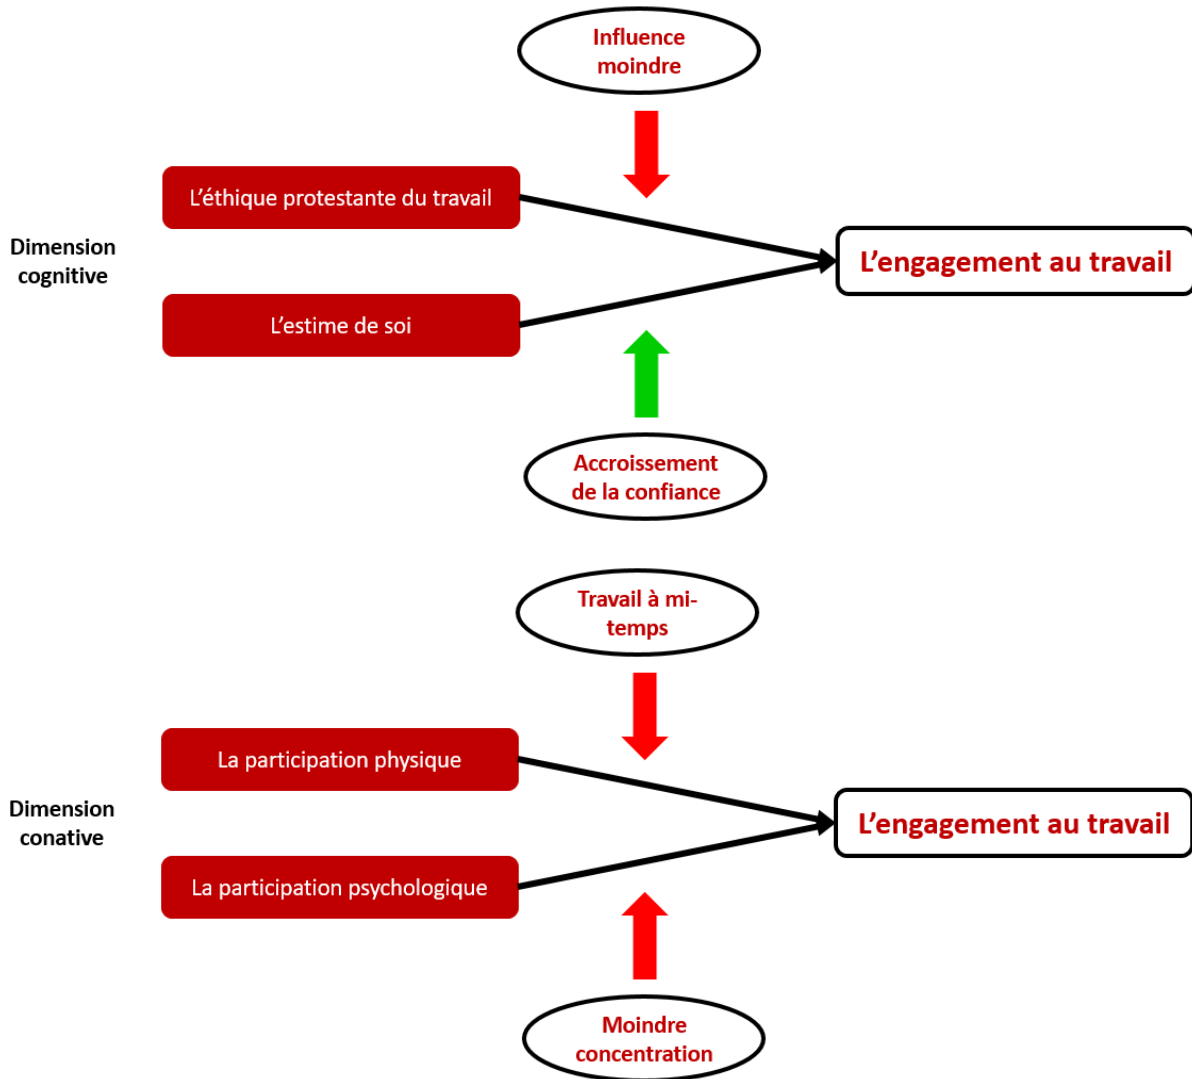 Influence
moindre
L'éthique protestante du travail
Dimension
cognitive
L'engagement au travail
L'estime de soi
Accroissement
de la confiance
Travail à mi-
temps
La participation physique
Dimension
conative
L'engagement au travail
La participation psychologique
Moindre
concentration